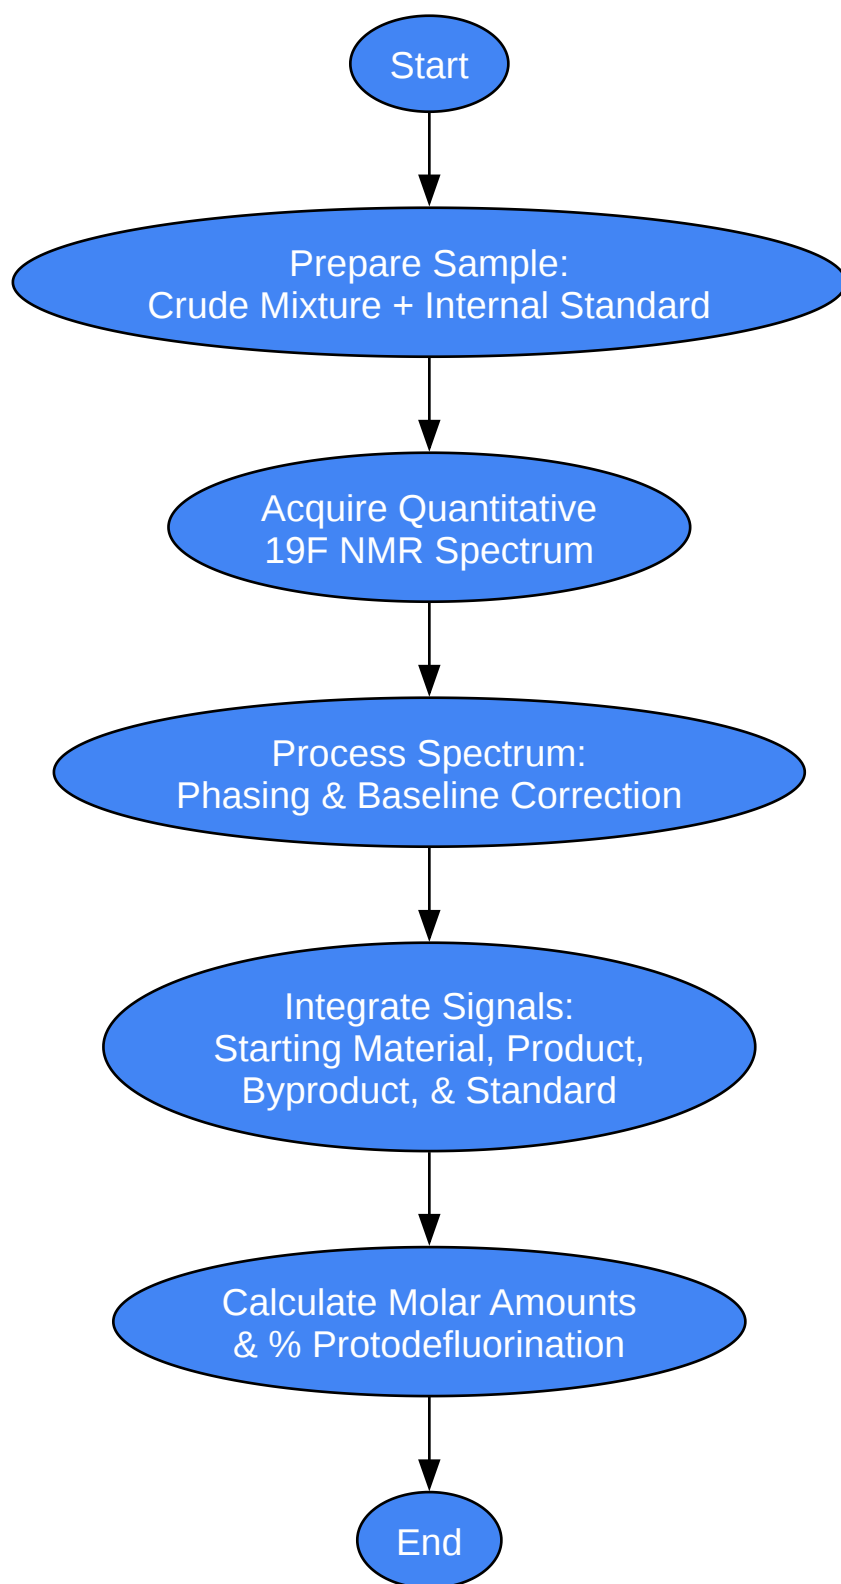 Start
Prepare Sample:
Crude Mixture + Internal Standard
Acquire Quantitative
19F NMR Spectrum
Process Spectrum:
Phasing & Baseline Correction
Integrate Signals:
Starting Material, Product,
Byproduct, & Standard
Calculate Molar Amounts
& % Protodefluorination
End